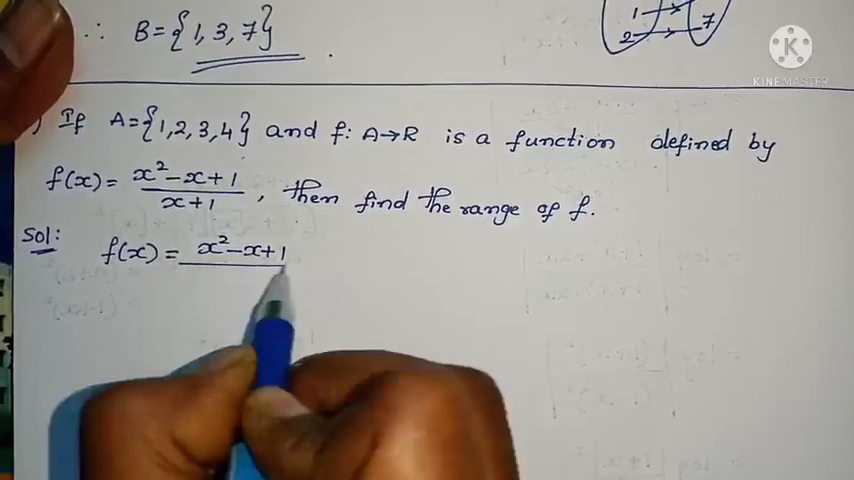 ∴ B = {1, 3, 7}
1
2
7
KINEMASTER
) If A = {1, 2, 3, 4} and f: A→R is a function defined by
f(x) = (x² - x + 1)/(x + 1), then find the range of f.
Sol:
f(x) = x² - x + 1